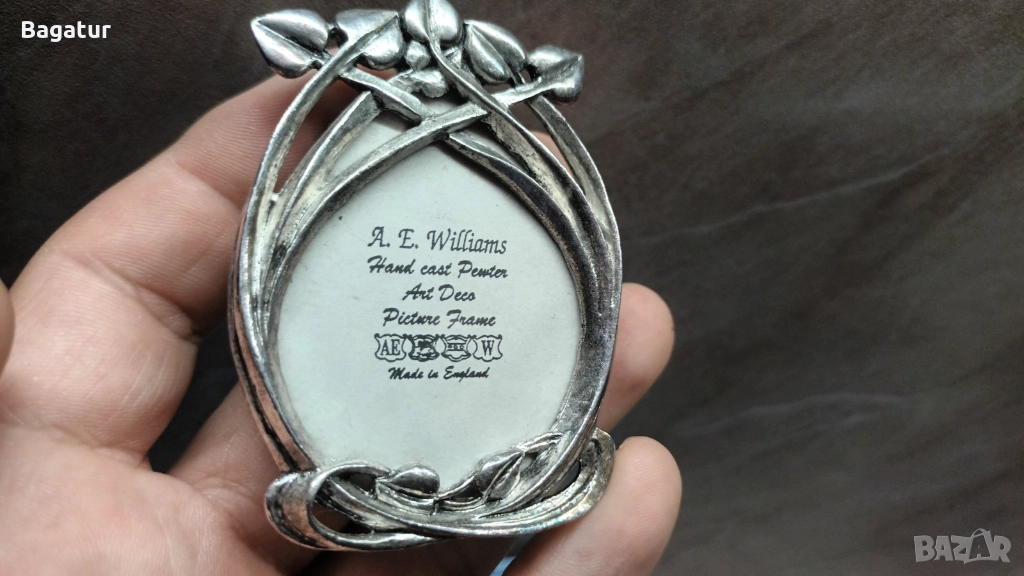 Bagatur
A. E. Williams
Hand cast Pewter
Art Deco
Picture Frame
AE W
Made in England
BAZAR